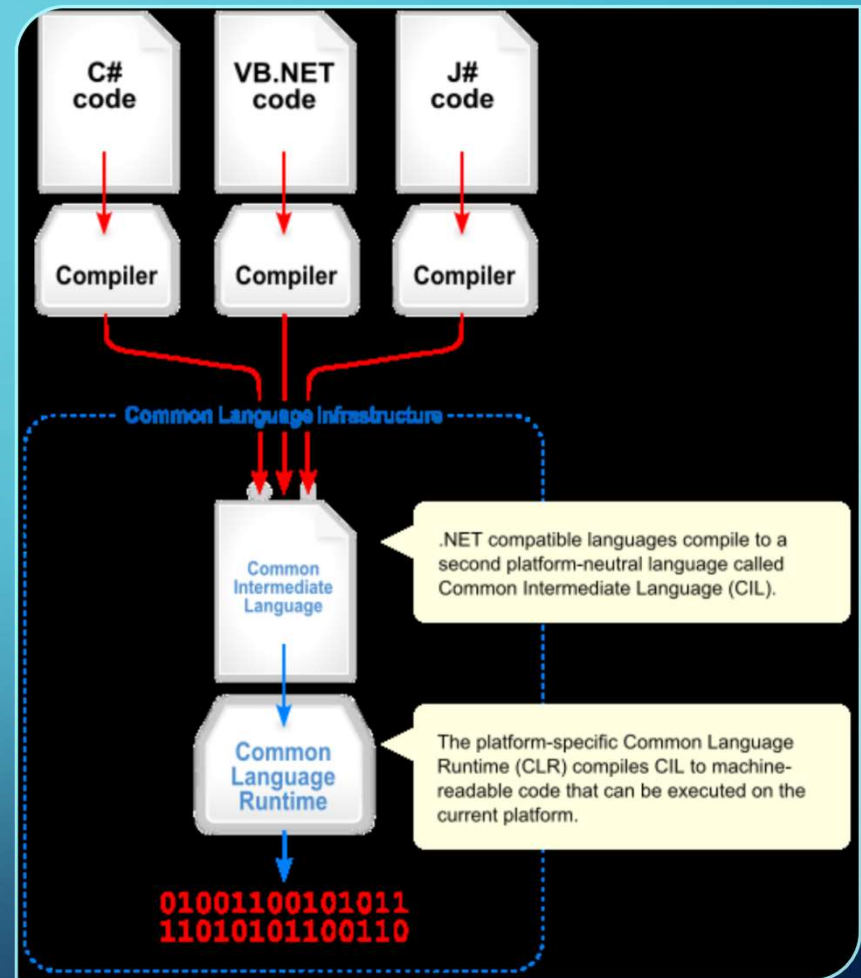 C#
code
VB.NET
code
J#
code
Compiler
Compiler
Compiler
Common Language Infrastructure
Common
Intermediate
Language
.NET compatible languages compile to a
second platform-neutral language called
Common Intermediate Language (CIL).
Common
Language
Runtime
The platform-specific Common Language
Runtime (CLR) compiles CIL to machine-
readable code that can be executed on the
current platform.
01001100101011
11010101100110